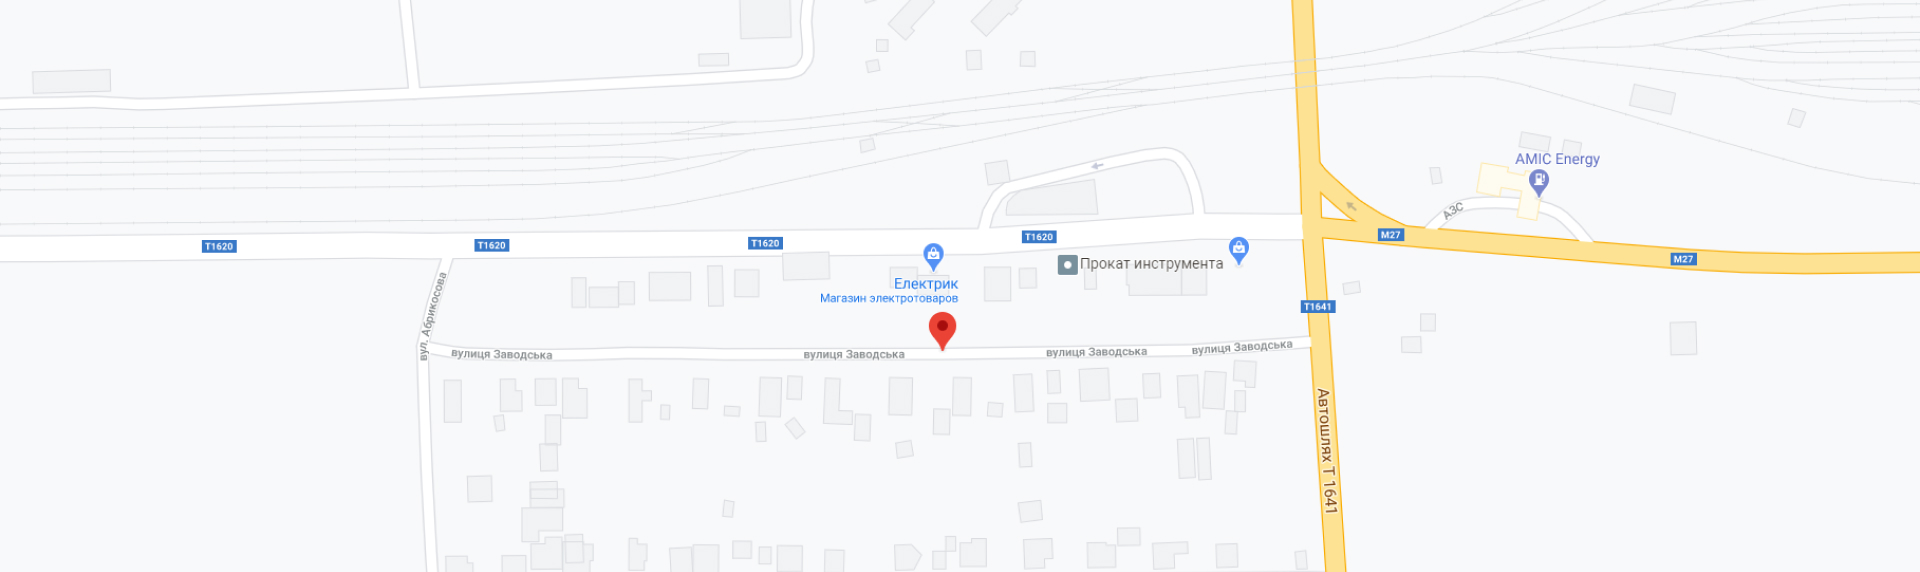 AMIC Energy
АЗС
T1620
T1620
T1620
T1620
M27
M27
Прокат инструмента
Електрик
Магазин электротоваров
T1641
вул. Абрикосова
вулиця Заводська
вулиця Заводська
вулиця Заводська
вулиця Заводська
Автошлях Т 1641